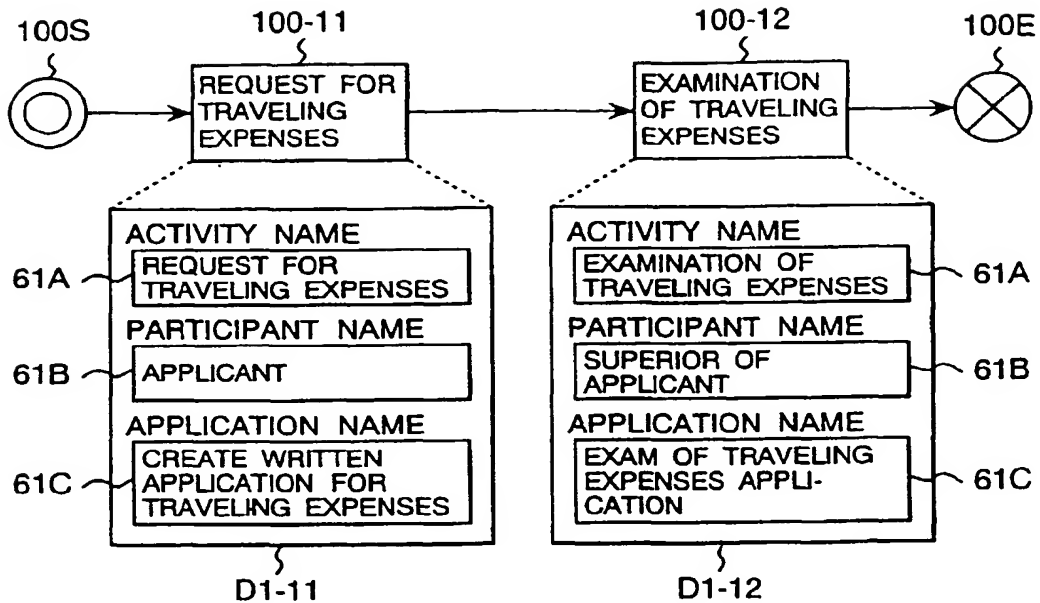 100S
100-11
100-12
100E
REQUEST FOR
TRAVELING
EXPENSES
EXAMINATION
OF TRAVELING
EXPENSES
ACTIVITY NAME
61A
REQUEST FOR
TRAVELING EXPENSES
PARTICIPANT NAME
61B
APPLICANT
APPLICATION NAME
61C
CREATE WRITTEN
APPLICATION FOR
TRAVELING EXPENSES
D1-11
ACTIVITY NAME
EXAMINATION OF
TRAVELING EXPENSES
61A
PARTICIPANT NAME
SUPERIOR OF
APPLICANT
61B
APPLICATION NAME
EXAM OF TRAVELING
EXPENSES APPLI-
CATION
61C
D1-12